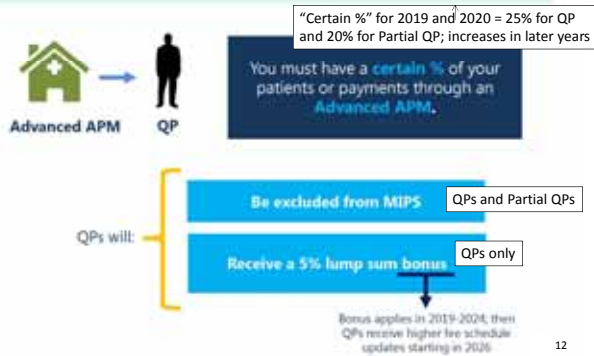 “Certain %” for 2019 and 2020 = 25% for QP
and 20% for Partial QP; increases in later years
You must have a certain % of your
patients or payments through an
Advanced APM.
Advanced APM
QP
QPs will:
Be excluded from MIPS
QPs and Partial QPs
Receive a 5% lump sum bonus
QPs only
Bonus applies in 2019-2024; then
QPs receive higher fee schedule
updates starting in 2026
12